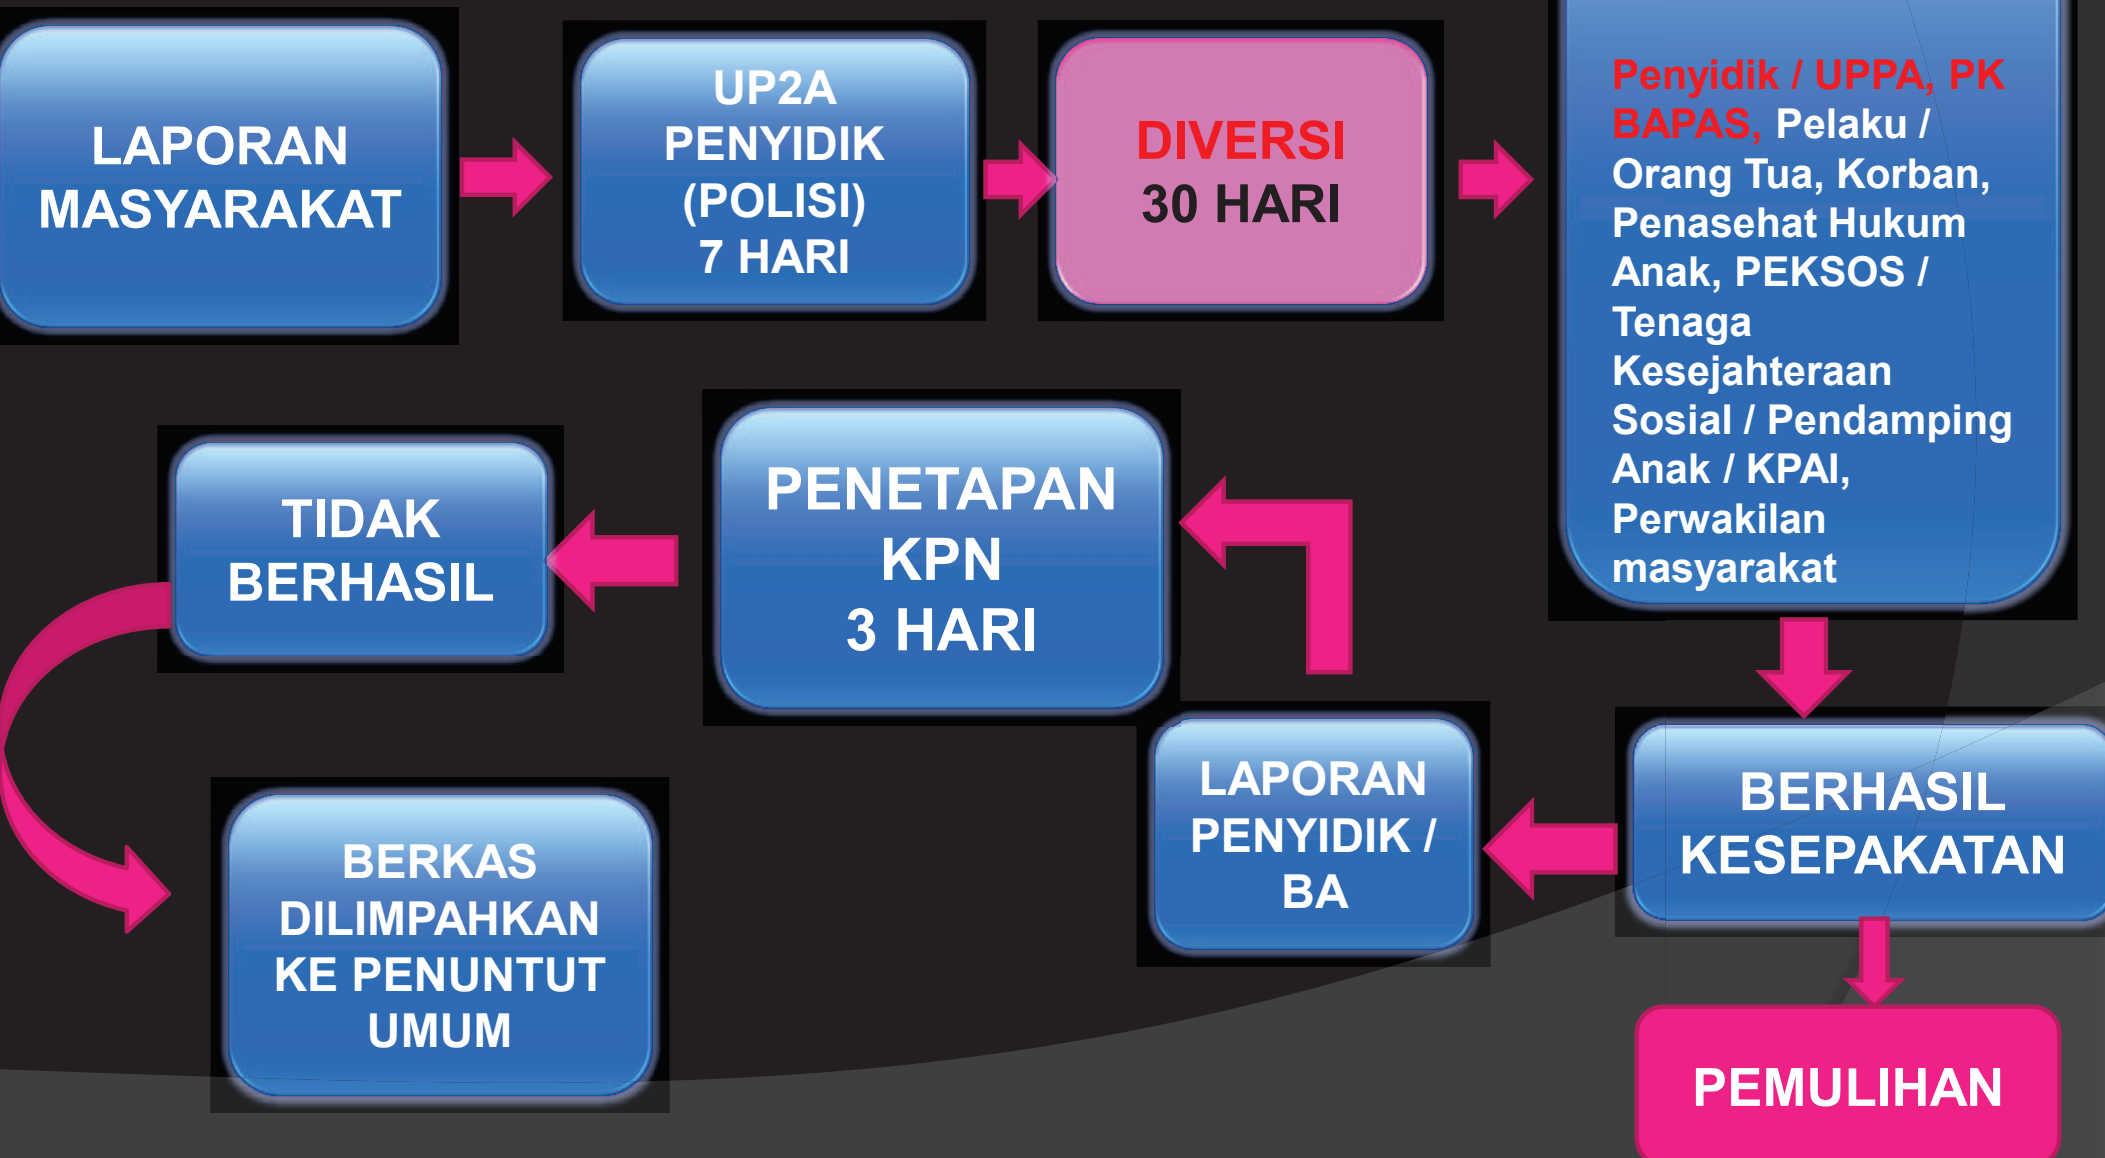 LAPORAN
MASYARAKAT
UP2A
PENYIDIK
(POLISI)
7 HARI
DIVERSI
30 HARI
Penyidik / UPPA, PK
BAPAS, Pelaku /
Orang Tua, Korban,
Penasehat Hukum
Anak, PEKSOS /
Tenaga
Kesejahteraan
Sosial / Pendamping
Anak / KPAI,
Perwakilan
masyarakat
BERHASIL
KESEPAKATAN
PEMULIHAN
LAPORAN
PENYIDIK /
BA
PENETAPAN
KPN
3 HARI
TIDAK
BERHASIL
BERKAS
DILIMPAHKAN
KE PENUNTUT
UMUM